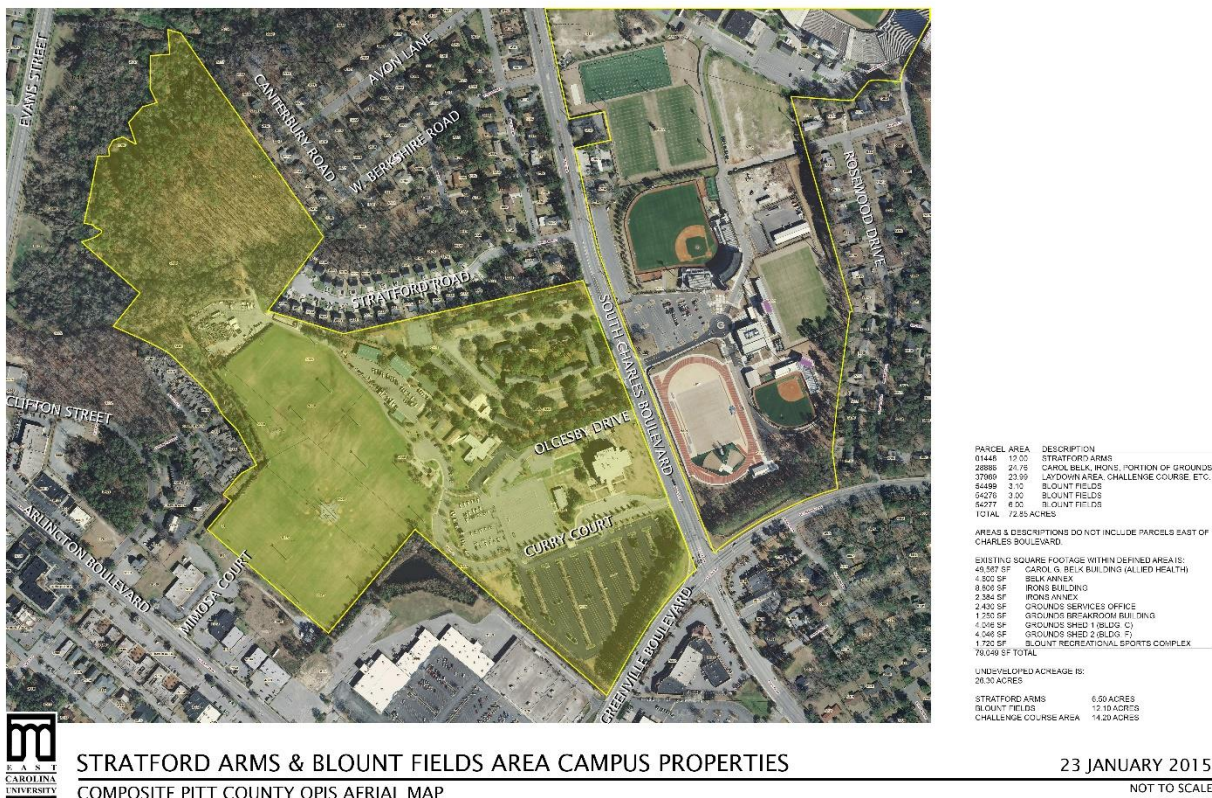 EVANS STREET
AVON LANE
CANTERBURY ROAD
W. BERKSHIRE ROAD
ROSEWOOD DRIVE
STRATFORD ROAD
SOUTH CHARLES BOULEVARD
CLIFTON STREET
OLGESBY DRIVE
CURRY COURT
ARLINGTON BOULEVARD
MIMOSA COURT
GREENVILLE BOULEVARD
PARCEL AREA DESCRIPTION
01448 12.00 STRATFORD ARMS
28886 24.76 CAROL BELK, IRONS, PORTION OF GROUNDS
37969 23.99 LAYDOWN AREA, CHALLENGE COURSE, ETC.
54499 3.10 BLOUNT FIELDS
54276 3.00 BLOUNT FIELDS
54277 6.00 BLOUNT FIELDS
TOTAL 72.85 ACRES
AREAS & DESCRIPTIONS DO NOT INCLUDE PARCELS EAST OF
CHARLES BOULEVARD.
EXISTING SQUARE FOOTAGE WITHIN DEFINED AREA IS:
49,567 SF CAROL G. BELK BUILDING (ALLIED HEALTH)
4,500 SF BELK ANNEX
8,606 SF IRONS BUILDING
2,384 SF IRONS ANNEX
2,430 SF GROUNDS SERVICES OFFICE
1,250 SF GROUNDS BREAKROOM BUILDING
4,046 SF GROUNDS SHED 1 (BLDG. C)
4,046 SF GROUNDS SHED 2 (BLDG. F)
1,720 SF BLOUNT RECREATIONAL SPORTS COMPLEX
79,049 SF TOTAL
UNDEVELOPED ACREAGE IS:
26.30 ACRES
STRATFORD ARMS 6.50 ACRES
BLOUNT FIELDS 12.10 ACRES
CHALLENGE COURSE AREA 14.20 ACRES
EAST
CAROLINA
UNIVERSITY
STRATFORD ARMS & BLOUNT FIELDS AREA CAMPUS PROPERTIES
23 JANUARY 2015
COMPOSITE PITT COUNTY OPIS AERIAL MAP
NOT TO SCALE